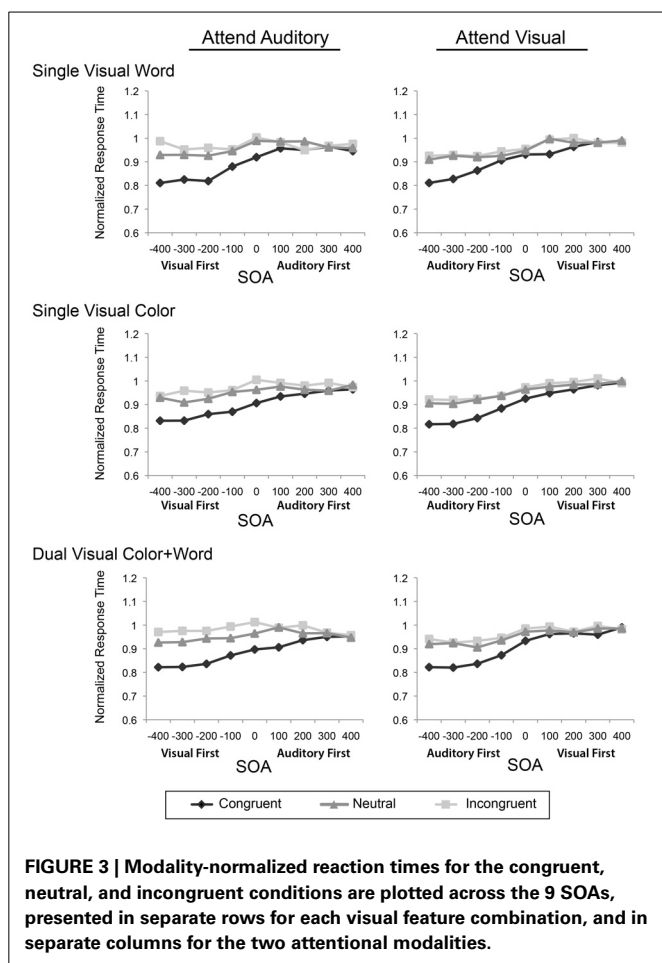 Attend Auditory
Attend Visual
Single Visual Word
Normalized Response Time
1.2
1.1
1
0.9
0.8
0.7
0.6
-400 -300 -200 -100 0 100 200 300 400
Visual First
Auditory First
SOA
1.2
1.1
1
0.9
0.8
0.7
0.6
-400 -300 -200 -100 0 100 200 300 400
Auditory First
Visual First
SOA
Single Visual Color
Normalized Response Time
1.2
1.1
1
0.9
0.8
0.7
0.6
-400 -300 -200 -100 0 100 200 300 400
Visual First
Auditory First
SOA
1.2
1.1
1
0.9
0.8
0.7
0.6
-400 -300 -200 -100 0 100 200 300 400
Auditory First
Visual First
SOA
Dual Visual Color+Word
Normalized Response Time
1.2
1.1
1
0.9
0.8
0.7
0.6
-400 -300 -200 -100 0 100 200 300 400
Visual First
Auditory First
SOA
1.2
1.1
1
0.9
0.8
0.7
0.6
-400 -300 -200 -100 0 100 200 300 400
Auditory First
Visual First
SOA
Congruent
Neutral
Incongruent
FIGURE 3 | Modality-normalized reaction times for the congruent,
neutral, and incongruent conditions are plotted across the 9 SOAs,
presented in separate rows for each visual feature combination, and in
separate columns for the two attentional modalities.